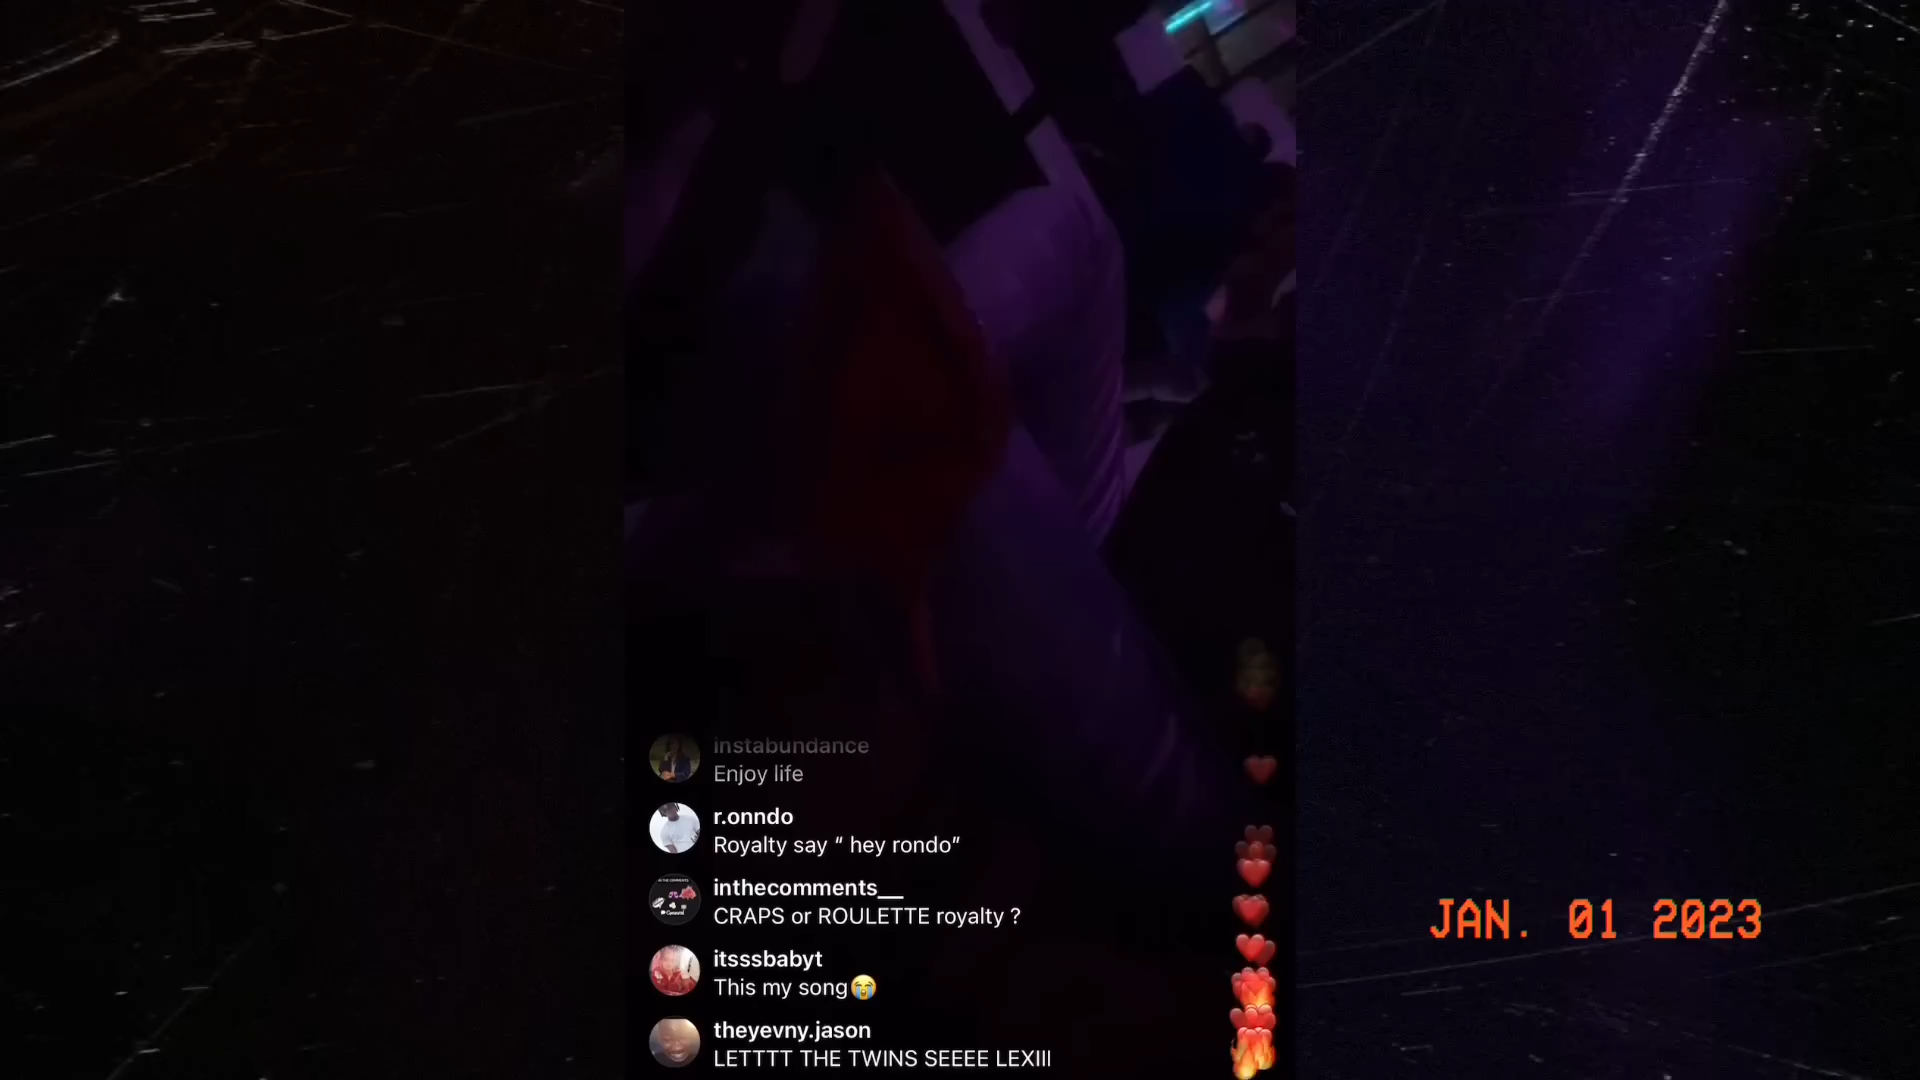 instabundance
Enjoy life
r.onndo
Royalty say “ hey rondo”
inthecomments__
CRAPS or ROULETTE royalty ?
itsssbabyt
This my song😭
theyevny.jason
LETTTT THE TWINS SEEEE LEXIII
JAN. 01 2023